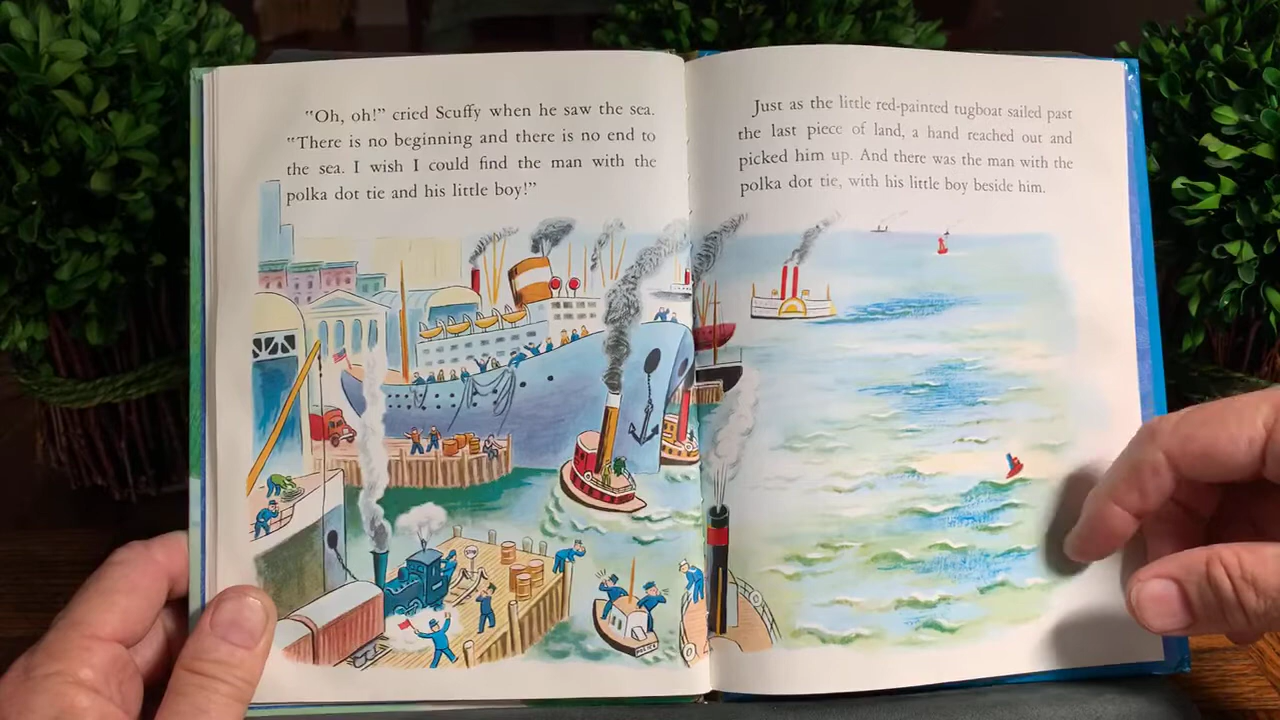 "Oh, oh!" cried Scuffy when he saw the sea.
"There is no beginning and there is no end to
the sea. I wish I could find the man with the
polka dot tie and his little boy!"
Just as the little red-painted tugboat sailed past
the last piece of land, a hand reached out and
picked him up. And there was the man with the
polka dot tie, with his little boy beside him.
STOP
POLICE